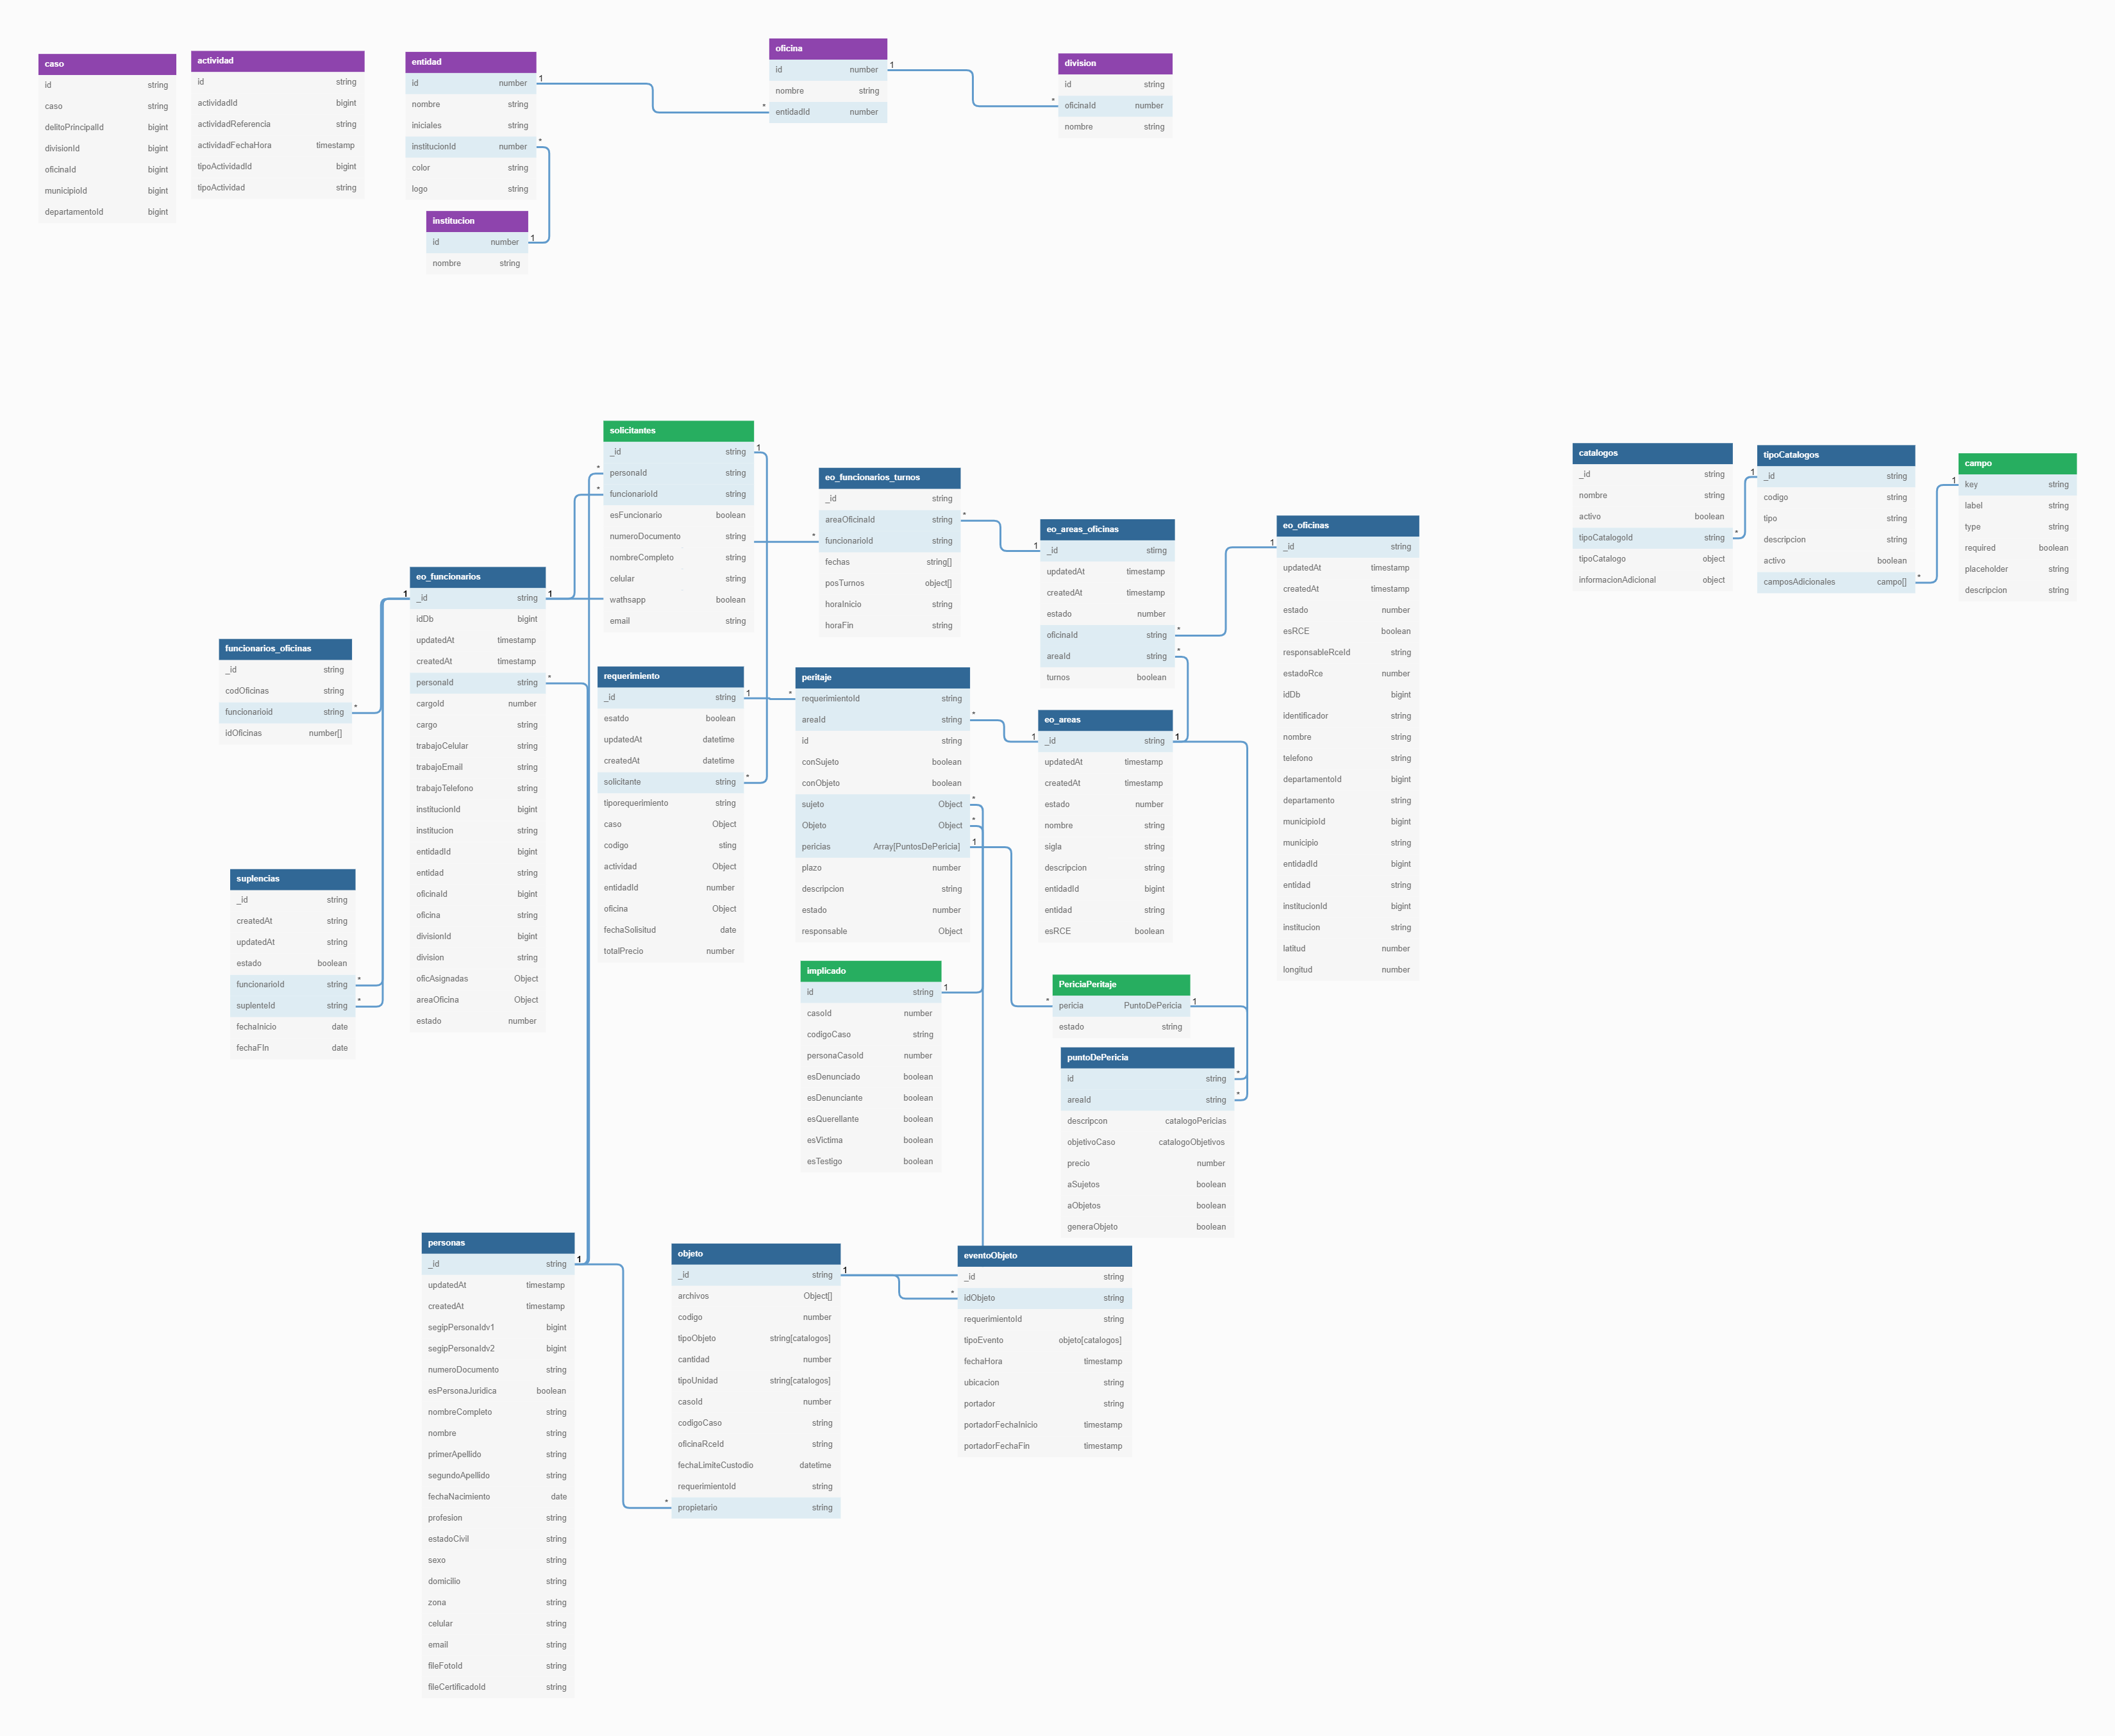 caso
id string
caso string
delitoPrincipalId bigint
divisionId bigint
oficinaId bigint
municipioId bigint
departamentoId bigint
actividad
id string
actividadId bigint
actividadReferencia string
actividadFechaHora timestamp
tipoActividadId bigint
tipoActividad string
entidad
id number
nombre string
iniciales string
institucionId number
color string
logo string
1
*
institucion
id number
nombre string
1
oficina
id number
nombre string
entidadId number
1
*
division
id string
oficinaId number
nombre string
*
solicitantes
_id string
personaId string
funcionarioId string
esFuncionario boolean
numeroDocumento string
nombreCompleto string
celular string
wathsapp boolean
email string
1
*
*
eo_funcionarios_turnos
_id string
areaOficinaId string
funcionarioId string
fechas string[]
posTurnos object[]
horaInicio string
horaFin string
*
*
eo_areas_oficinas
_id stirng
updatedAt timestamp
createdAt timestamp
estado number
oficinaId string
areaId string
turnos boolean
1
*
*
eo_oficinas
_id string
updatedAt timestamp
createdAt timestamp
estado number
esRCE boolean
responsableRceId string
estadoRce number
idDb bigint
identificador string
nombre string
telefono string
departamentoId bigint
departamento string
municipioId bigint
municipio string
entidadId bigint
entidad string
institucionId bigint
institucion string
latitud number
longitud number
1
catalogos
_id string
nombre string
activo boolean
tipoCatalogoId string
tipoCatalogo object
informacionAdicional object
*
tipoCatalogos
_id string
codigo string
tipo string
descripcion string
activo boolean
camposAdicionales campo[]
1
*
campo
key string
label string
type string
required boolean
placeholder string
descripcion string
1
funcionarios_oficinas
_id string
codOficinas string
funcionarioid string
idOficinas number[]
*
eo_funcionarios
_id string
idDb bigint
updatedAt timestamp
createdAt timestamp
personaId string
cargoId number
cargo string
trabajoCelular string
trabajoEmail string
trabajoTelefono string
institucionId bigint
institucion string
entidadId bigint
entidad string
oficinaId bigint
oficina string
divisionId bigint
division string
oficAsignadas Object
areaOficina Object
estado number
1
1
*
requerimiento
_id string
esatdo boolean
updatedAt datetime
createdAt datetime
solicitante string
tiporequerimiento string
caso Object
codigo sting
actividad Object
entidadId number
oficina Object
fechaSolisitud date
totalPrecio number
1
*
peritaje
requerimientoId string
areaId string
id string
conSujeto boolean
conObjeto boolean
sujeto Object
Objeto Object
pericias Array[PuntosDePericia]
plazo number
descripcion string
estado number
responsable Object
*
*
*
*
1
eo_areas
_id string
updatedAt timestamp
createdAt timestamp
estado number
nombre string
sigla string
descripcion string
entidadId bigint
entidad string
esRCE boolean
1
1
suplencias
_id string
createdAt string
updatedAt string
estado boolean
funcionarioId string
suplenteId string
fechaInicio date
fechaFIn date
*
*
implicado
id string
casoId number
codigoCaso string
personaCasoId number
esDenunciado boolean
esDenunciante boolean
esQuerellante boolean
esVictima boolean
esTestigo boolean
1
PericiaPeritaje
pericia PuntoDePericia
estado string
*
1
puntoDePericia
id string
areaId string
descripcon catalogoPericias
objetivoCaso catalogoObjetivos
precio number
aSujetos boolean
aObjetos boolean
generaObjeto boolean
*
*
personas
_id string
updatedAt timestamp
createdAt timestamp
segipPersonaIdv1 bigint
segipPersonaIdv2 bigint
numeroDocumento string
esPersonaJuridica boolean
nombreCompleto string
nombre string
primerApellido string
segundoApellido string
fechaNacimiento date
profesion string
estadoCivil string
sexo string
domicilio string
zona string
celular string
email string
fileFotoId string
fileCertificadoId string
1
objeto
_id string
archivos Object[]
codigo number
tipoObjeto string[catalogos]
cantidad number
tipoUnidad string[catalogos]
casoId number
codigoCaso string
oficinaRceId string
fechaLimiteCustodio datetime
requerimientoId string
propietario string
1
*
eventoObjeto
_id string
idObjeto string
requerimientoId string
tipoEvento objeto[catalogos]
fechaHora timestamp
ubicacion string
portador string
portadorFechaInicio timestamp
portadorFechaFin timestamp
*